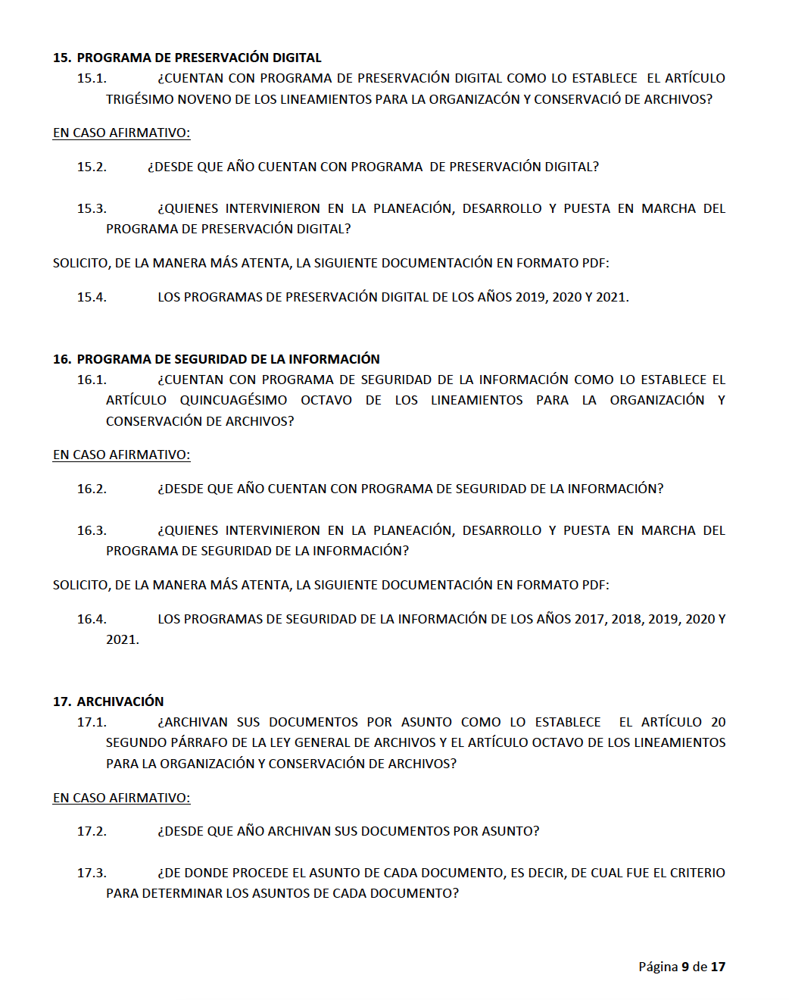 15. PROGRAMA DE PRESERVACIÓN DIGITAL
15.1. ¿CUENTAN CON PROGRAMA DE PRESERVACIÓN DIGITAL COMO LO ESTABLECE EL ARTÍCULO
TRIGÉSIMO NOVENO DE LOS LINEAMIENTOS PARA LA ORGANIZACÓN Y CONSERVACIÓ DE ARCHIVOS?
EN CASO AFIRMATIVO:
15.2. ¿DESDE QUE AÑO CUENTAN CON PROGRAMA DE PRESERVACIÓN DIGITAL?
15.3. ¿QUIENES INTERVINIERON EN LA PLANEACIÓN, DESARROLLO Y PUESTA EN MARCHA DEL
PROGRAMA DE PRESERVACIÓN DIGITAL?
SOLICITO, DE LA MANERA MÁS ATENTA, LA SIGUIENTE DOCUMENTACIÓN EN FORMATO PDF:
15.4. LOS PROGRAMAS DE PRESERVACIÓN DIGITAL DE LOS AÑOS 2019, 2020 Y 2021.
16. PROGRAMA DE SEGURIDAD DE LA INFORMACIÓN
16.1. ¿CUENTAN CON PROGRAMA DE SEGURIDAD DE LA INFORMACIÓN COMO LO ESTABLECE EL
ARTÍCULO QUINCUAGÉSIMO OCTAVO DE LOS LINEAMIENTOS PARA LA ORGANIZACIÓN Y
CONSERVACIÓN DE ARCHIVOS?
EN CASO AFIRMATIVO:
16.2. ¿DESDE QUE AÑO CUENTAN CON PROGRAMA DE SEGURIDAD DE LA INFORMACIÓN?
16.3. ¿QUIENES INTERVINIERON EN LA PLANEACIÓN, DESARROLLO Y PUESTA EN MARCHA DEL
PROGRAMA DE SEGURIDAD DE LA INFORMACIÓN?
SOLICITO, DE LA MANERA MÁS ATENTA, LA SIGUIENTE DOCUMENTACIÓN EN FORMATO PDF:
16.4. LOS PROGRAMAS DE SEGURIDAD DE LA INFORMACIÓN DE LOS AÑOS 2017, 2018, 2019, 2020 Y
2021.
17. ARCHIVACIÓN
17.1. ¿ARCHIVAN SUS DOCUMENTOS POR ASUNTO COMO LO ESTABLECE EL ARTÍCULO 20
SEGUNDO PÁRRAFO DE LA LEY GENERAL DE ARCHIVOS Y EL ARTÍCULO OCTAVO DE LOS LINEAMIENTOS
PARA LA ORGANIZACIÓN Y CONSERVACIÓN DE ARCHIVOS?
EN CASO AFIRMATIVO:
17.2. ¿DESDE QUE AÑO ARCHIVAN SUS DOCUMENTOS POR ASUNTO?
17.3. ¿DE DONDE PROCEDE EL ASUNTO DE CADA DOCUMENTO, ES DECIR, DE CUAL FUE EL CRITERIO
PARA DETERMINAR LOS ASUNTOS DE CADA DOCUMENTO?
Página 9 de 17